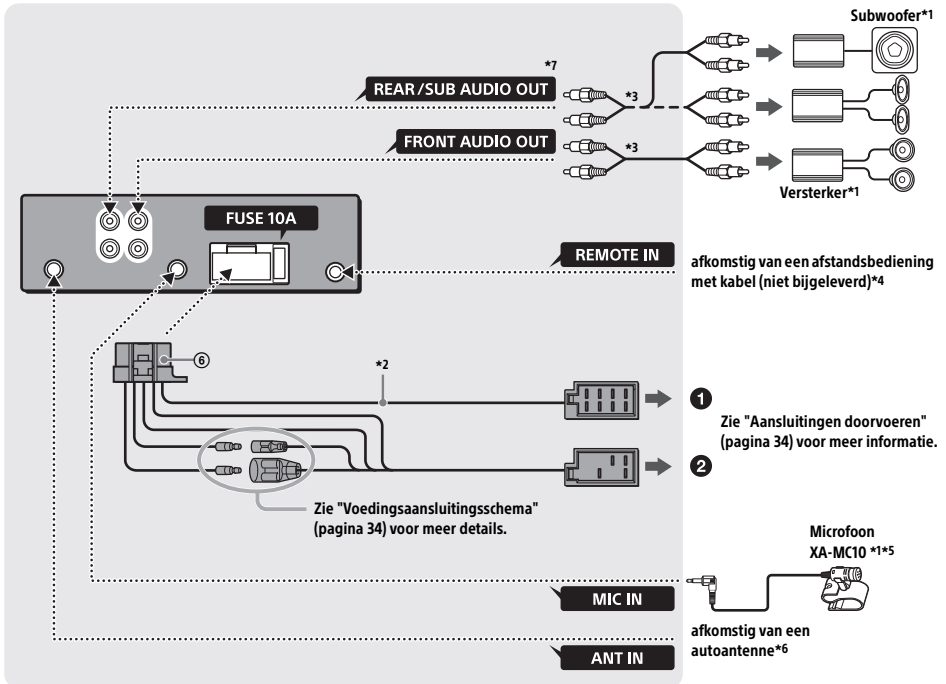 Subwoofer*1
*7
REAR/SUB AUDIO OUT
*3
FRONT AUDIO OUT
*3
Versterker*1
FUSE 10A
REMOTE IN
afkomstig van een afstandsbediening
met kabel (niet bijgeleverd)*4
⑥
*2
❶
Zie "Aansluitingen doorvoeren"
(pagina 34) voor meer informatie.
❷
Zie "Voedingsaansluitingsschema"
(pagina 34) voor meer details.
Microfoon
XA-MC10 *1*5
MIC IN
afkomstig van een
autoantenne*6
ANT IN